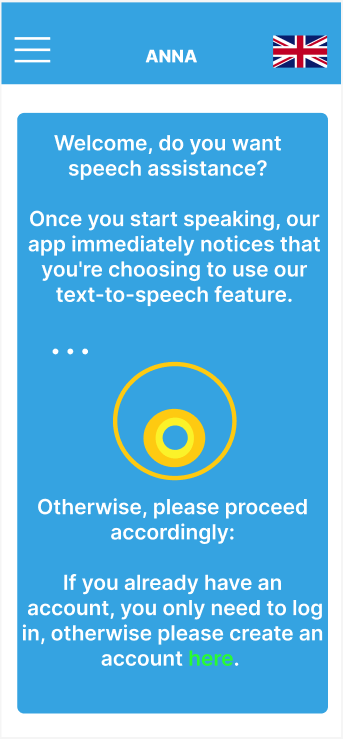 ANNA
Welcome, do you want
speech assistance?
Once you start speaking, our
app immediately notices that
you're choosing to use our
text-to-speech feature.
...
Otherwise, please proceed
accordingly:
If you already have an
account, you only need to log
in, otherwise please create an
account here.